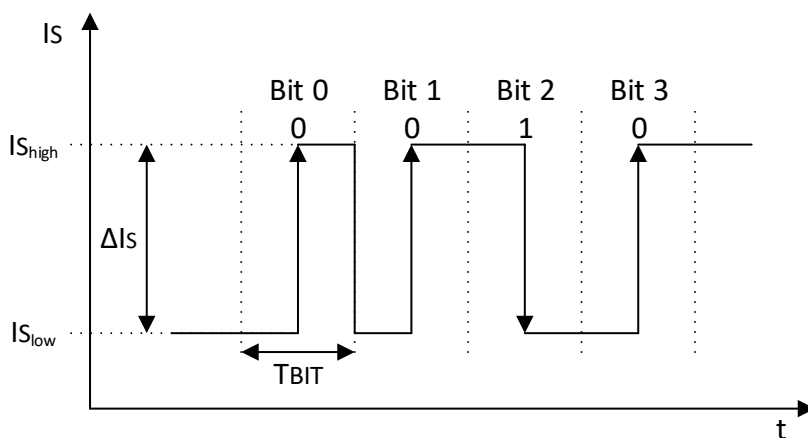 Is
Bit 0
Bit 1
Bit 2
Bit 3
0
0
1
0
Ishigh
ΔIs
Islow
TBIT
t